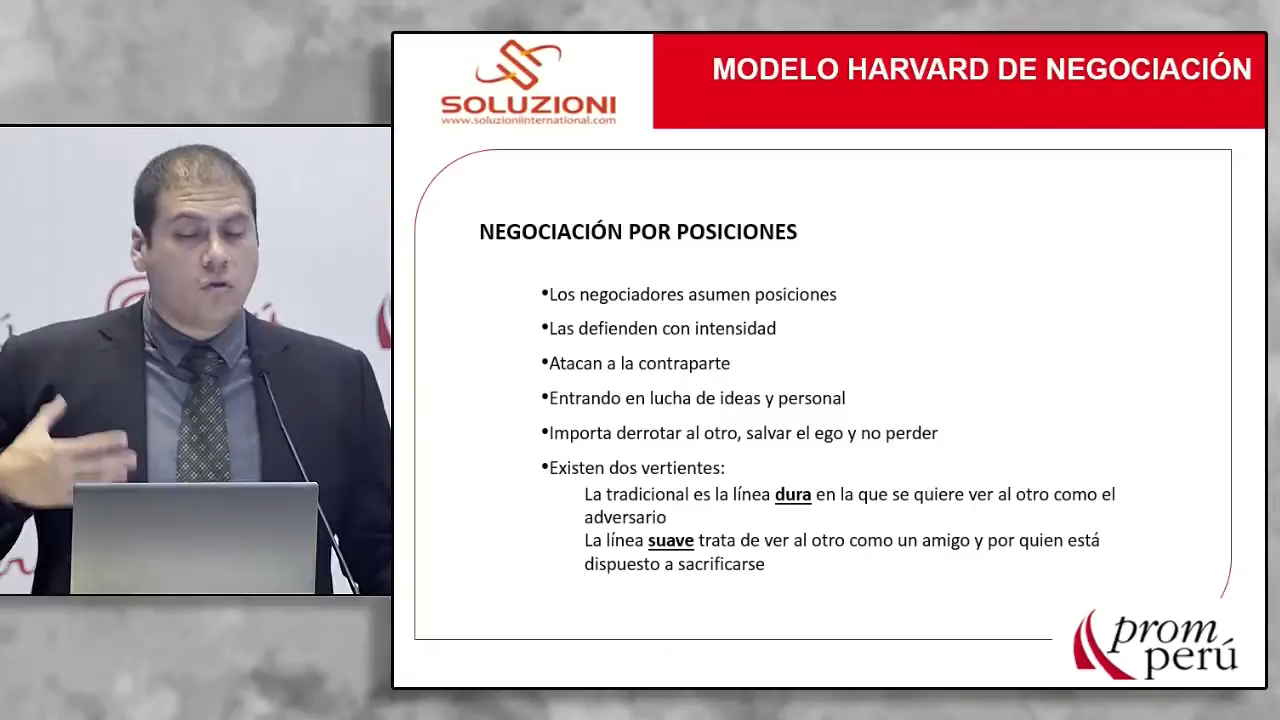 SOLUZIONI
www.soluzioniinternational.com
MODELO HARVARD DE NEGOCIACIÓN
NEGOCIACIÓN POR POSICIONES
•Los negociadores asumen posiciones
•Las defienden con intensidad
•Atacan a la contraparte
•Entrando en lucha de ideas y personal
•Importa derrotar al otro, salvar el ego y no perder
•Existen dos vertientes:
La tradicional es la línea dura en la que se quiere ver al otro como el
adversario
La línea suave trata de ver al otro como un amigo y por quien está
dispuesto a sacrificarse
prom
perú